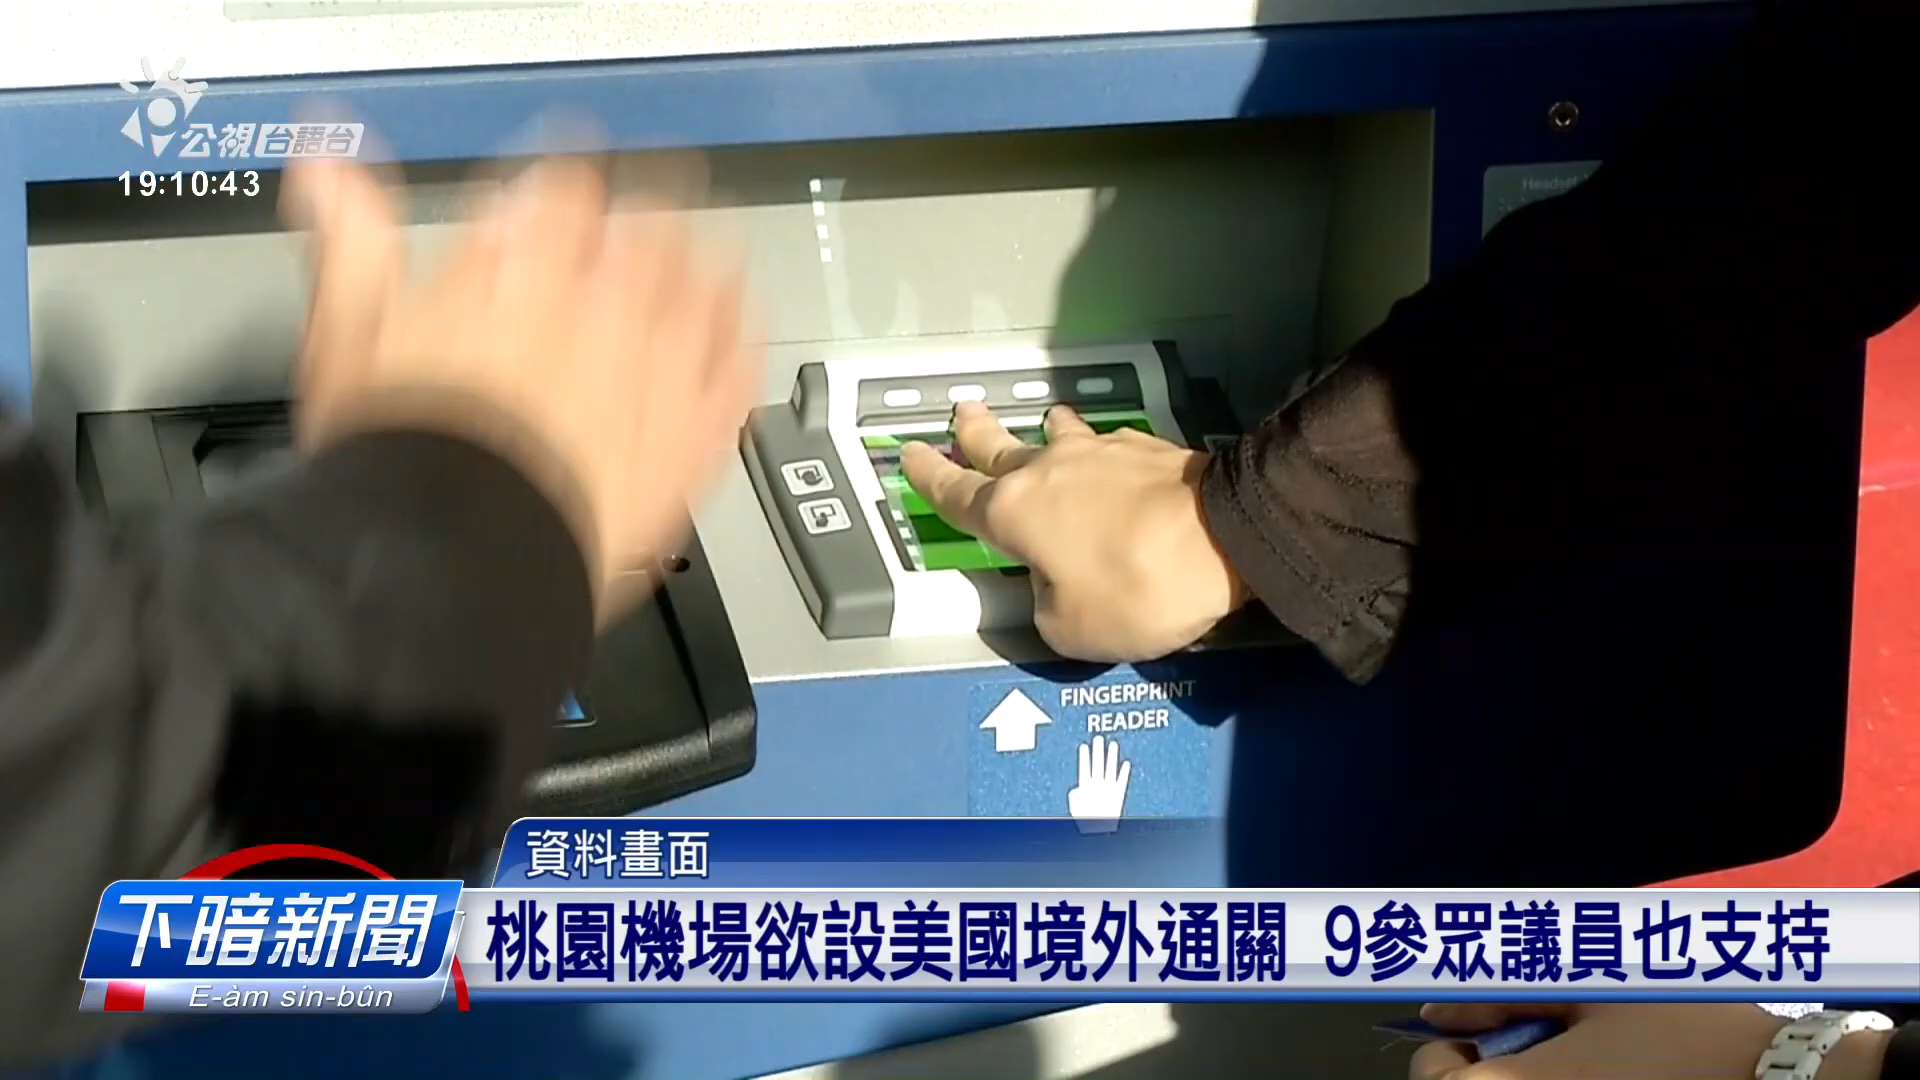 公視台語台
19:10:43
Headset
FINGERPRINT
READER
資料畫面
下暗新聞
E-àm sin-bûn
桃園機場欲設美國境外通關 9參眾議員也支持